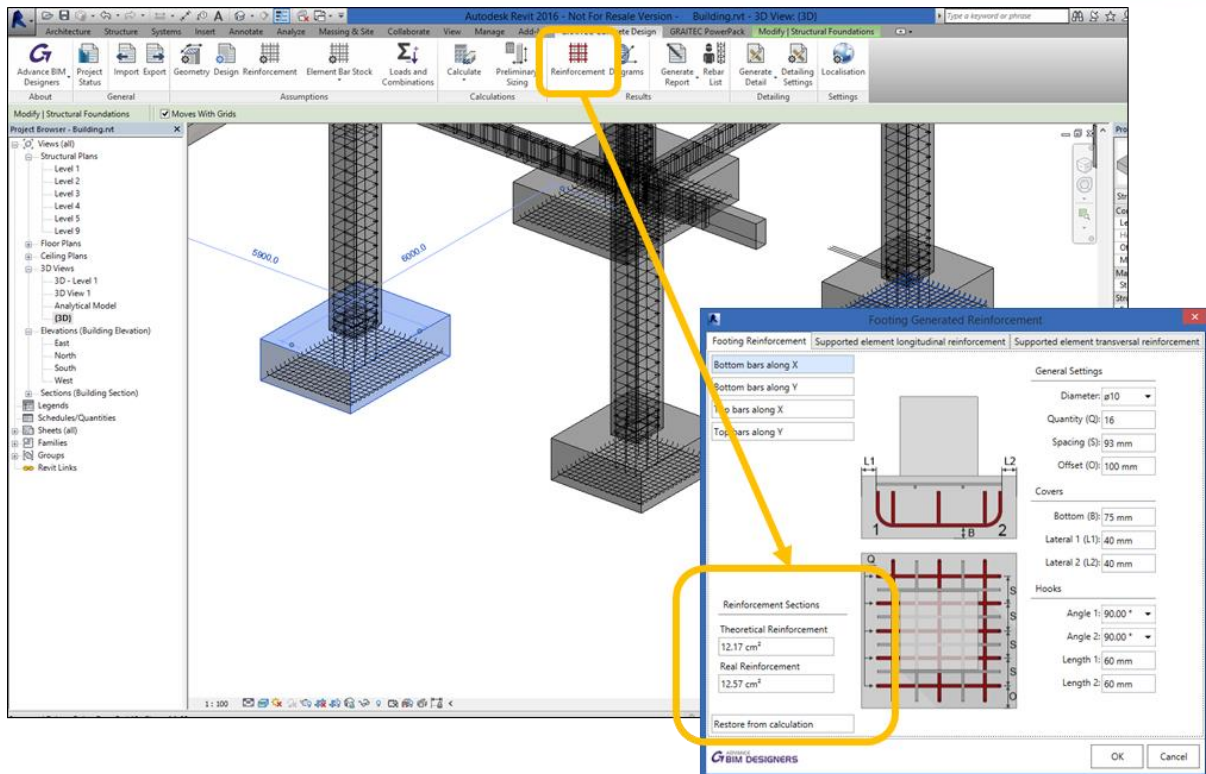 Autodesk Revit 2016 - Not For Resale Version - Building.rvt - 3D View: {3D}
Type a keyword or phrase
Architecture Structure Systems Insert Annotate Analyze Massing & Site Collaborate View Manage Design GRAITEC PowerPack Modify | Structural Foundations
Advance BIM Designers
Project Status
Import Export
Geometry Design Reinforcement
Element Bar Stock
Loads and Combinations
Calculate
Preliminary Sizing
Reinforcement
Generate Report
Rebar List
Generate Detail
Detailing Settings
Localisation
About General Assumptions Calculations Results Detailing Settings
Modify | Structural Foundations Moves With Grids
Project Browser - Building.rvt
Views (all)
Structural Plans
Level 1
Level 2
Level 3
Level 4
Level 5
Level 9
Floor Plans
Ceiling Plans
3D Views
3D - Level 1
3D View 1
Analytical Model
{3D}
Elevations (Building Elevation)
East
North
South
West
Sections (Building Section)
Legends
Schedules/Quantities
Sheets (all)
Families
Groups
Revit Links
5900.0
6000.0
1 : 100
Footing Generated Reinforcement
Footing Reinforcement Supported element longitudinal reinforcement Supported element transversal reinforcement
Bottom bars along X
Bottom bars along Y
Top bars along X
Top bars along Y
L1
L2
1
B
2
Q
S
S
S
S
O
Reinforcement Sections
Theoretical Reinforcement
12.17 cm²
Real Reinforcement
12.57 cm²
Restore from calculation
General Settings
Diameter: ø10
Quantity (Q): 16
Spacing (S): 93 mm
Offset (O): 100 mm
Covers
Bottom (B): 75 mm
Lateral 1 (L1): 40 mm
Lateral 2 (L2): 40 mm
Hooks
Angle 1: 90.00 °
Angle 2: 90.00 °
Length 1: 60 mm
Length 2: 60 mm
ADVANCE
BIM DESIGNERS
OK
Cancel